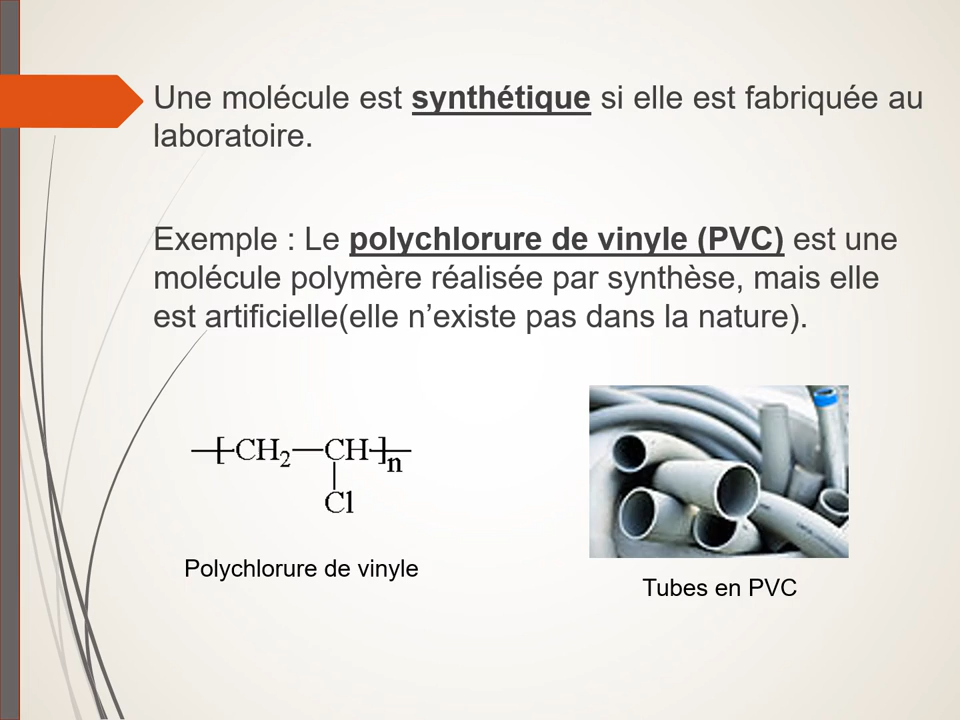 Une molécule est synthétique si elle est fabriquée au
laboratoire.
Exemple : Le polychlorure de vinyle (PVC) est une
molécule polymère réalisée par synthèse, mais elle
est artificielle(elle n’existe pas dans la nature).
—[-CH₂—CH-]—n
Cl
Polychlorure de vinyle
Tubes en PVC